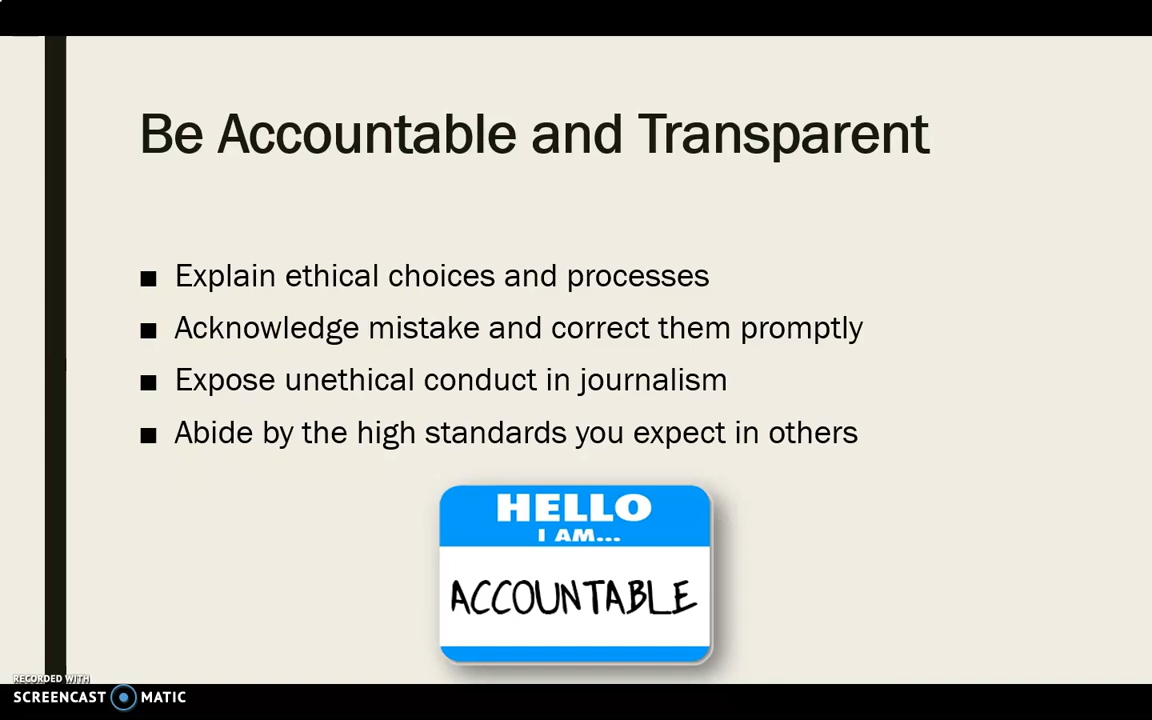 Be Accountable and Transparent
■ Explain ethical choices and processes
■ Acknowledge mistake and correct them promptly
■ Expose unethical conduct in journalism
■ Abide by the high standards you expect in others
HELLO
I AM...
ACCOUNTABLE
RECORDED WITH
SCREENCAST MATIC